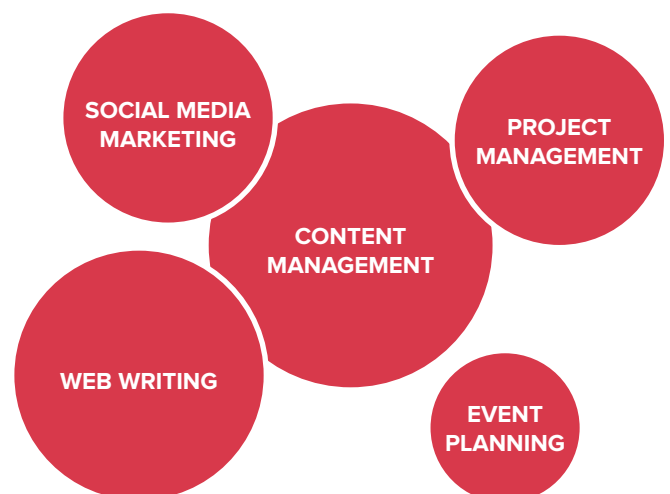 SOCIAL MEDIA
MARKETING
PROJECT
MANAGEMENT
CONTENT
MANAGEMENT
WEB WRITING
EVENT
PLANNING